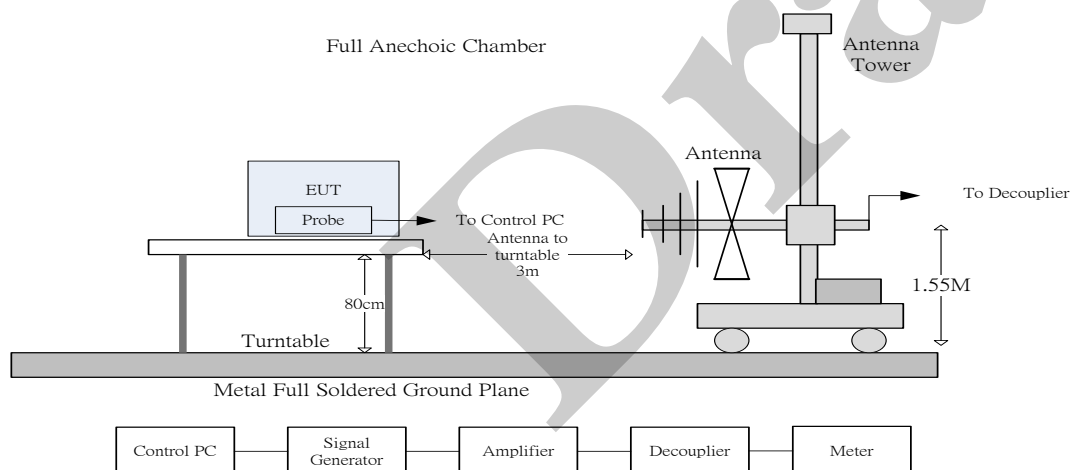 Full Anechoic Chamber
Antenna
Tower
Antenna
EUT
Probe
To Control PC
To Decouplier
Antenna to
turntable
3m
1.55M
80cm
Turntable
Metal Full Soldered Ground Plane
Control PC
Signal
Generator
Amplifier
Decouplier
Meter
Dra